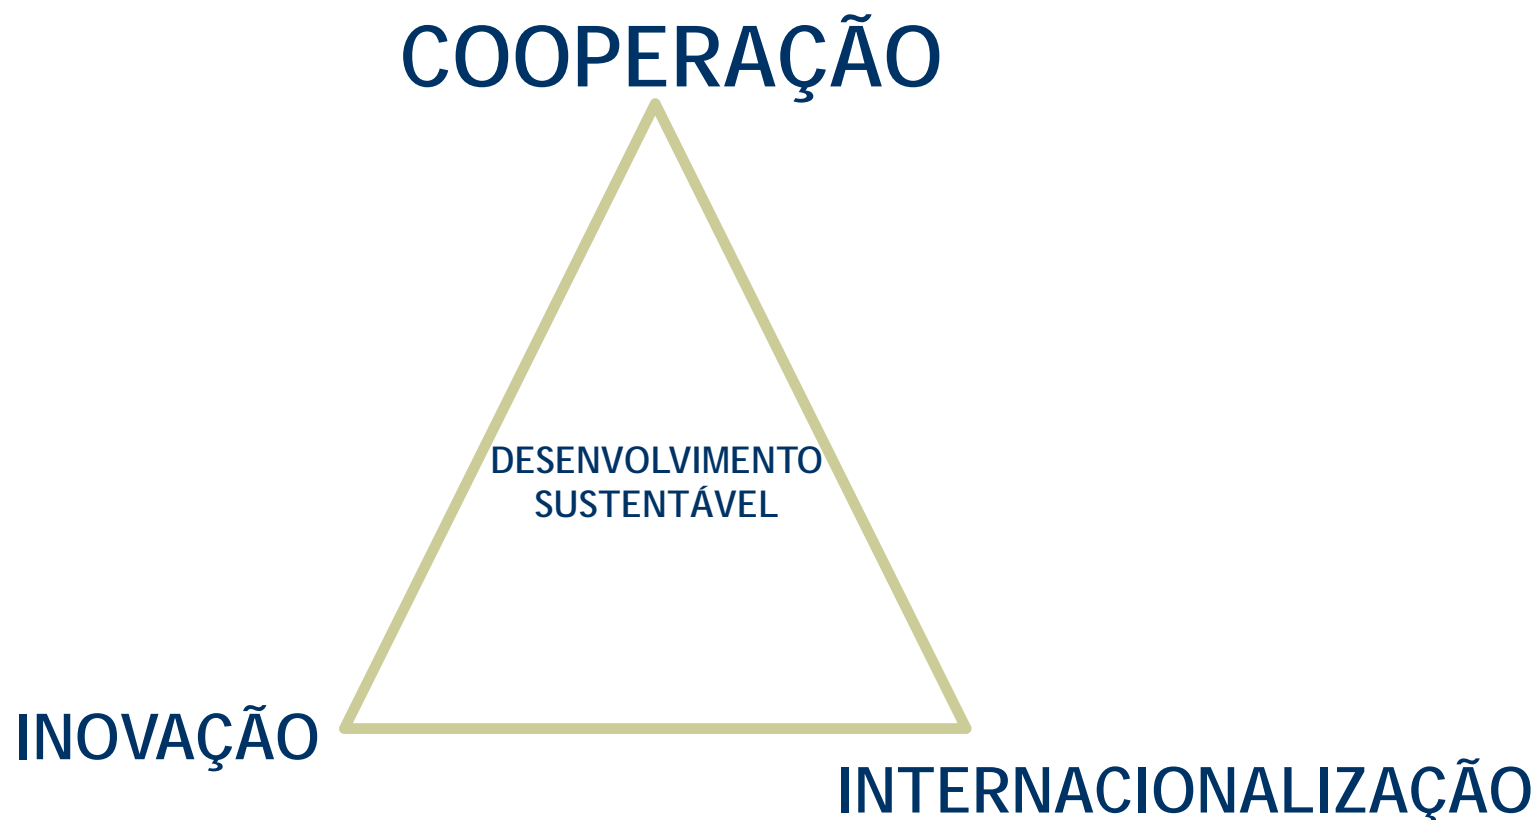 COOPERAÇÃO
DESENVOLVIMENTO
SUSTENTÁVEL
INOVAÇÃO
INTERNACIONALIZAÇÃO